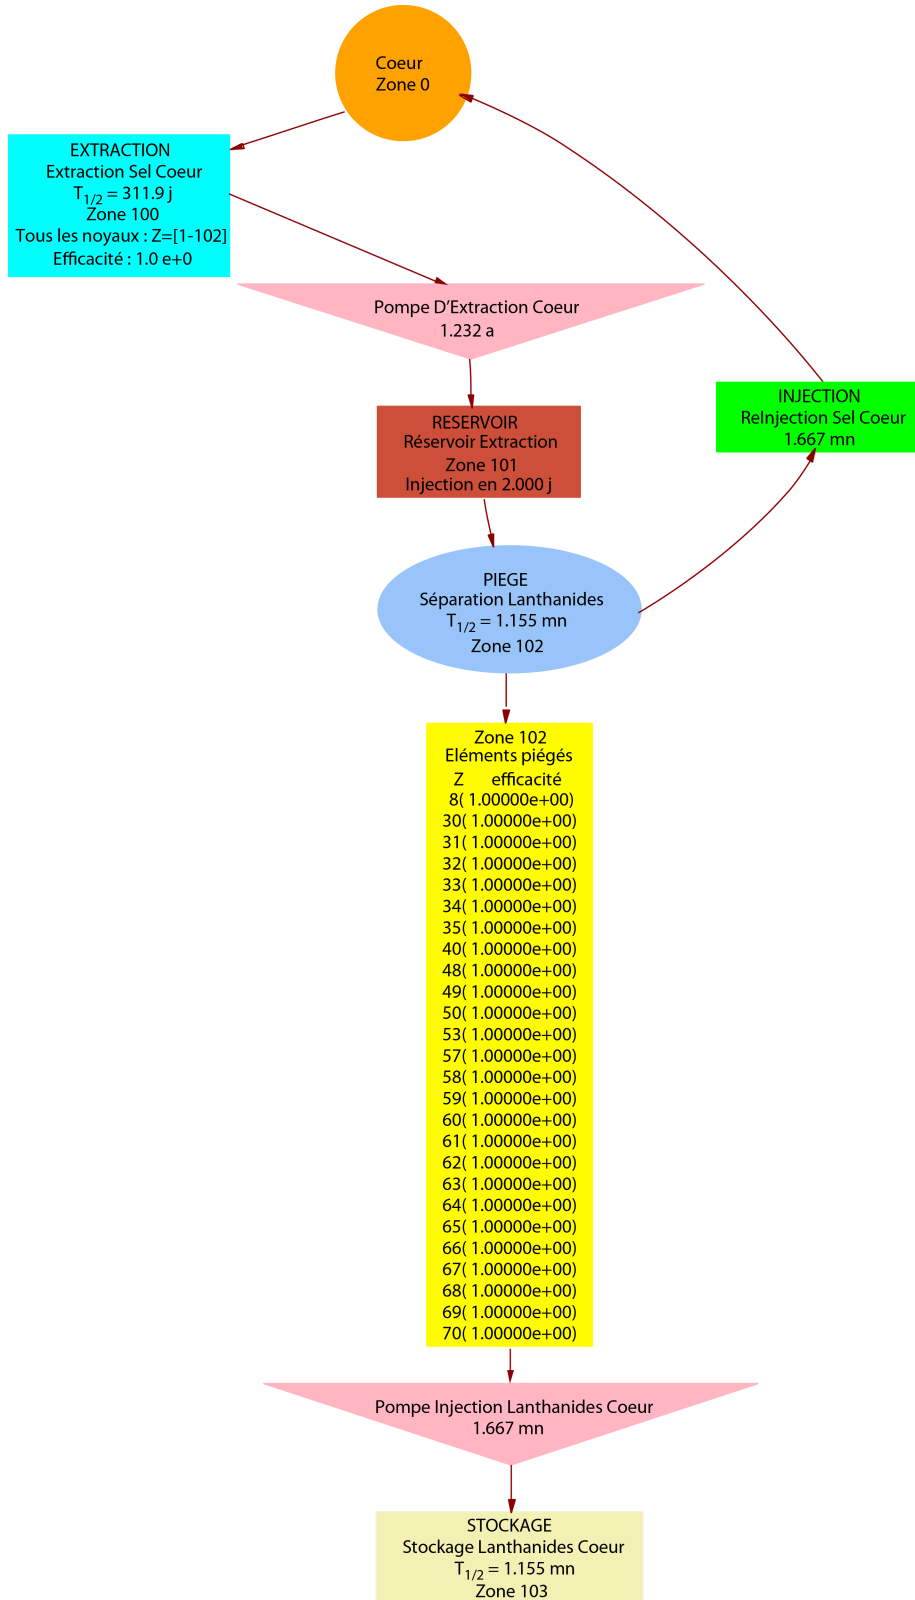 Coeur
Zone 0
EXTRACTION
Extraction Sel Coeur
T1/2 = 311.9 j
Zone 100
Tous les noyaux : Z=[1-102]
Efficacité : 1.0 e+0
Pompe D’Extraction Coeur
1.232 a
RESERVOIR
Réservoir Extraction
Zone 101
Injection en 2.000 j
INJECTION
ReInjection Sel Coeur
1.667 mn
PIEGE
Séparation Lanthanides
T1/2 = 1.155 mn
Zone 102
Zone 102
Eléments piégés
Z efficacité
8( 1.00000e+00)
30( 1.00000e+00)
31( 1.00000e+00)
32( 1.00000e+00)
33( 1.00000e+00)
34( 1.00000e+00)
35( 1.00000e+00)
40( 1.00000e+00)
48( 1.00000e+00)
49( 1.00000e+00)
50( 1.00000e+00)
53( 1.00000e+00)
57( 1.00000e+00)
58( 1.00000e+00)
59( 1.00000e+00)
60( 1.00000e+00)
61( 1.00000e+00)
62( 1.00000e+00)
63( 1.00000e+00)
64( 1.00000e+00)
65( 1.00000e+00)
66( 1.00000e+00)
67( 1.00000e+00)
68( 1.00000e+00)
69( 1.00000e+00)
70( 1.00000e+00)
Pompe Injection Lanthanides Coeur
1.667 mn
STOCKAGE
Stockage Lanthanides Coeur
T1/2 = 1.155 mn
Zone 103